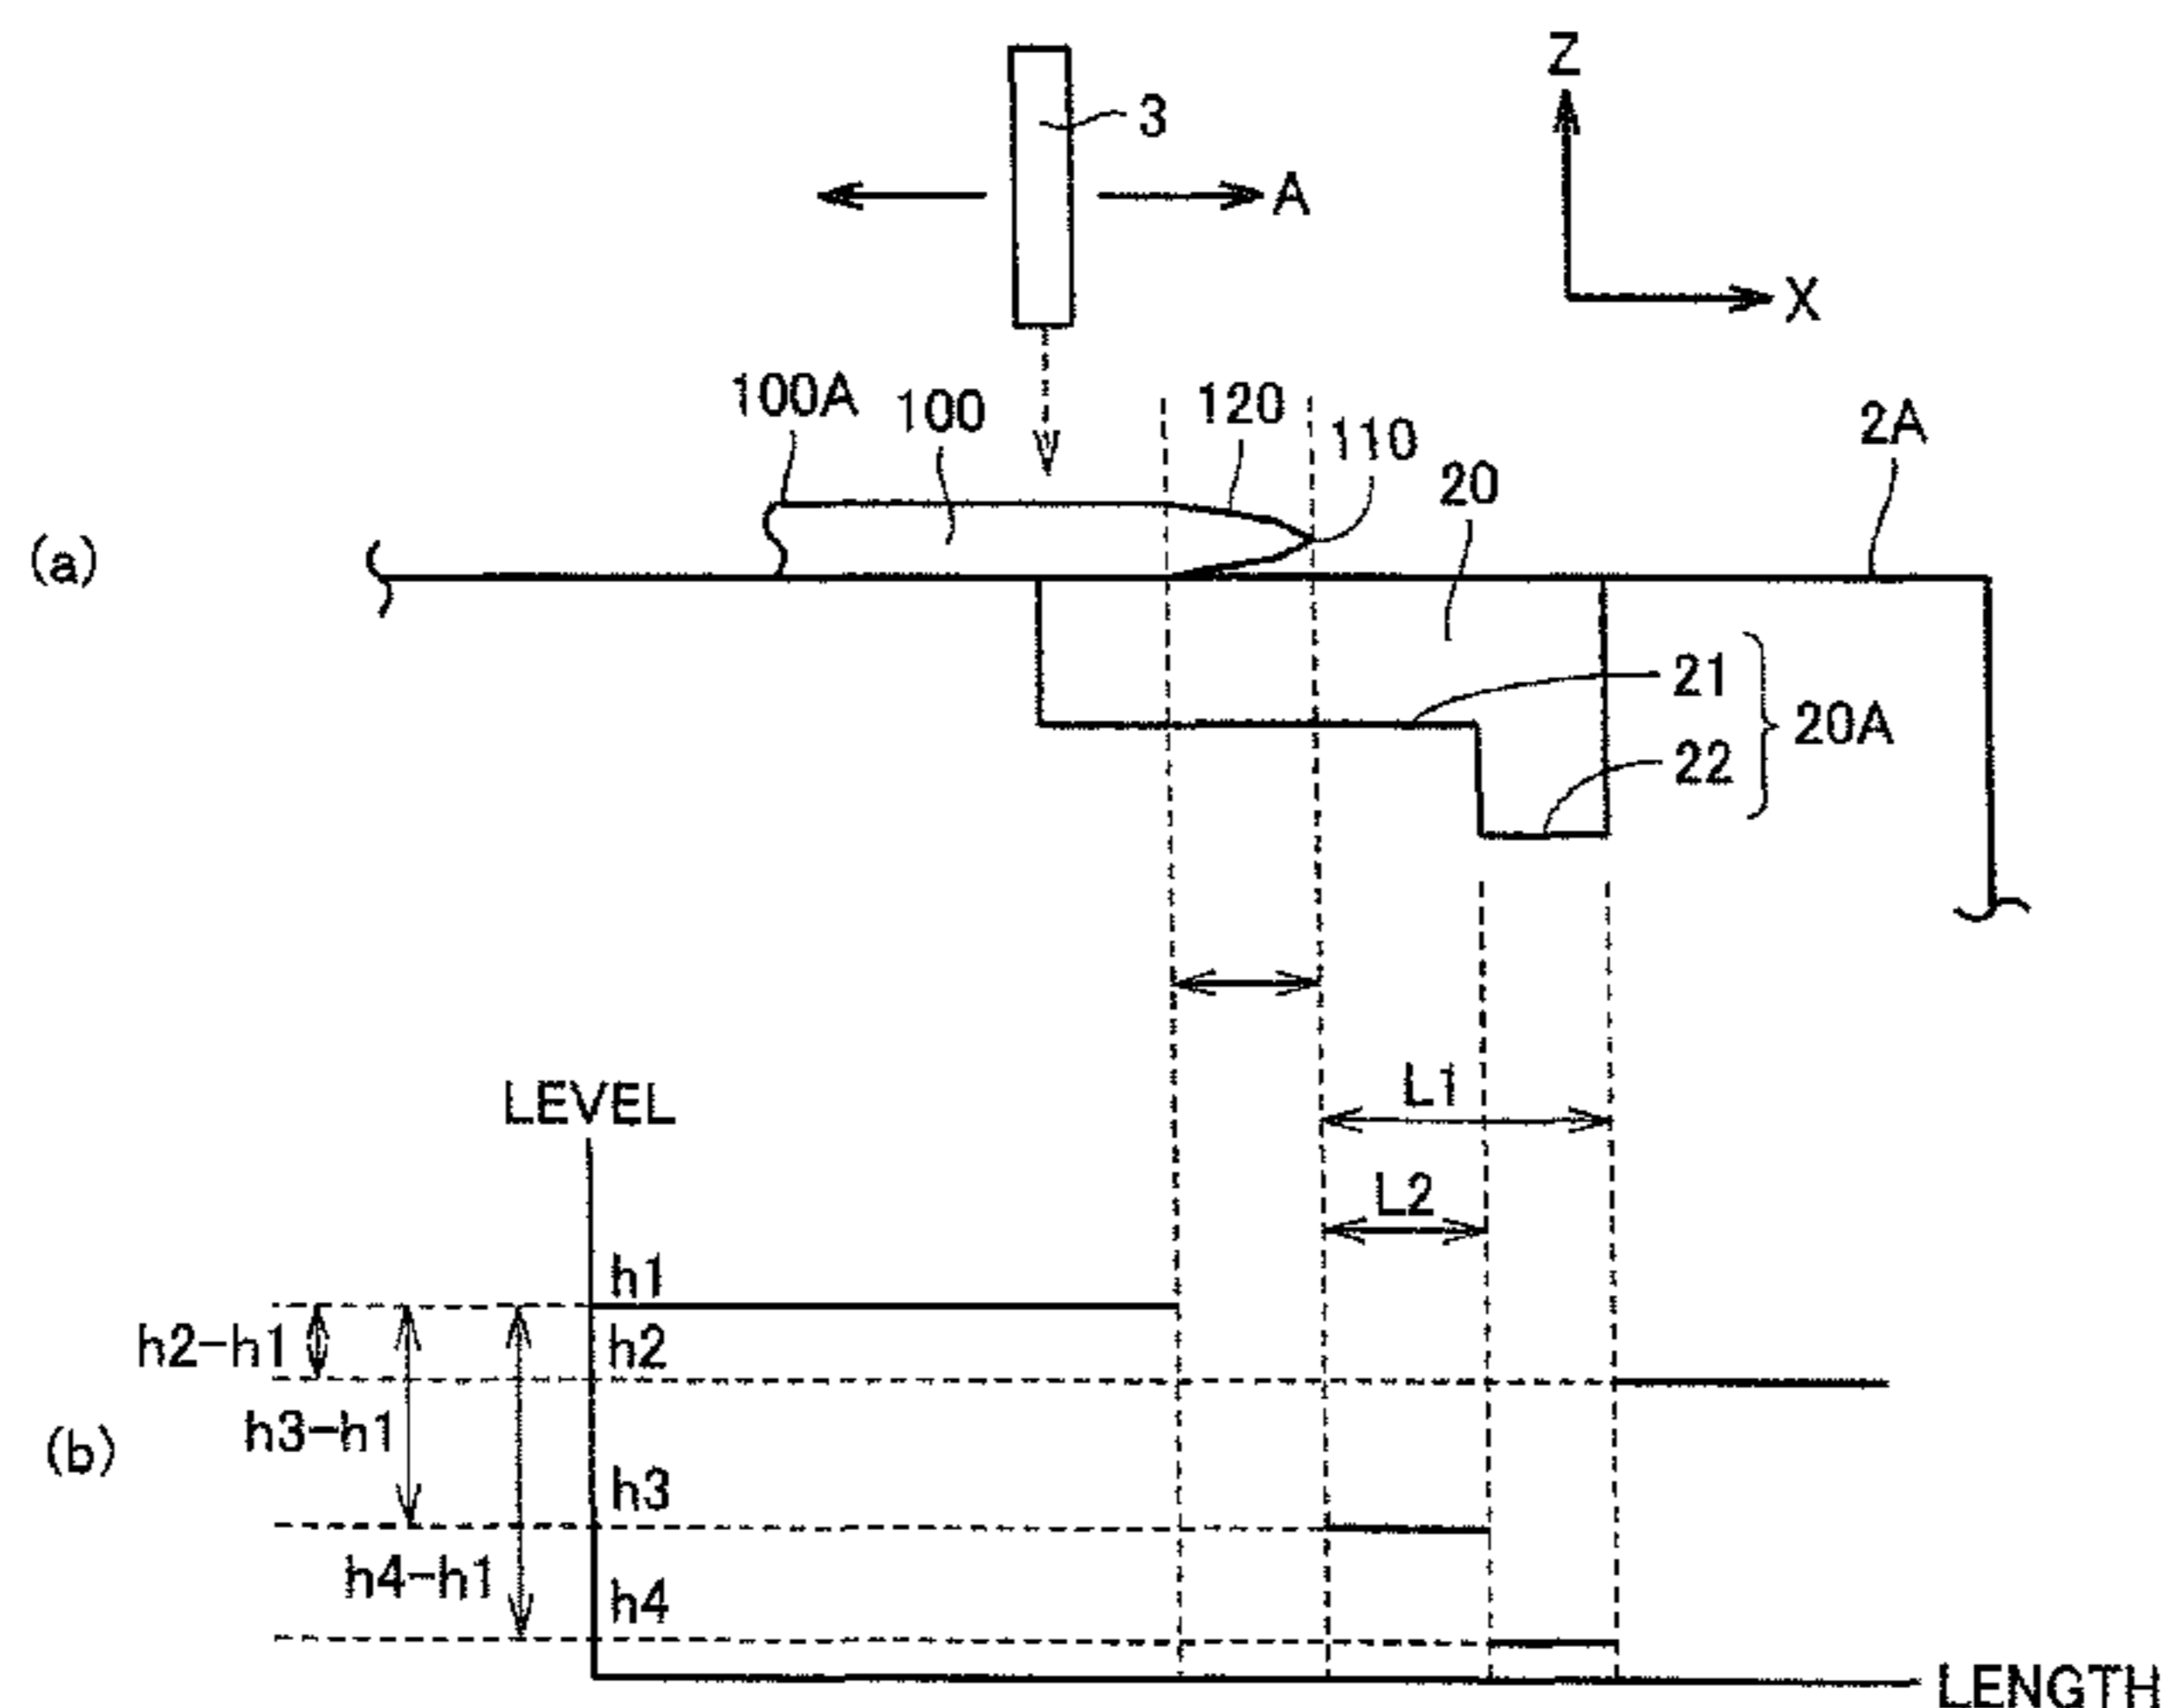 Z
3
A
X
100A
100
120
110
2A
20
(a)
21
20A
22
L1
LEVEL
L2
h1
h2-h1
h2
h3-h1
(b)
h3
h4-h1
h4
LENGTH